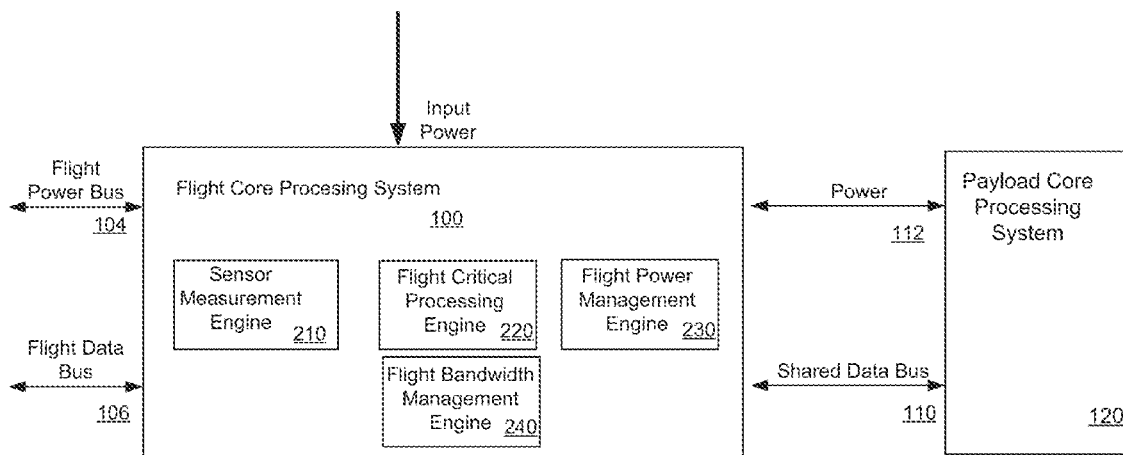 Input
Power
Flight
Power Bus
104
Flight Core Procesing System
100
Power
112
Payload Core
Processing
System
Sensor
Measurement
Engine 210
Flight Critical
Processing
Engine 220
Flight Power
Management
Engine 230
Flight Data
Bus
106
Flight Bandwidth
Management
Engine 240
Shared Data Bus
110
120